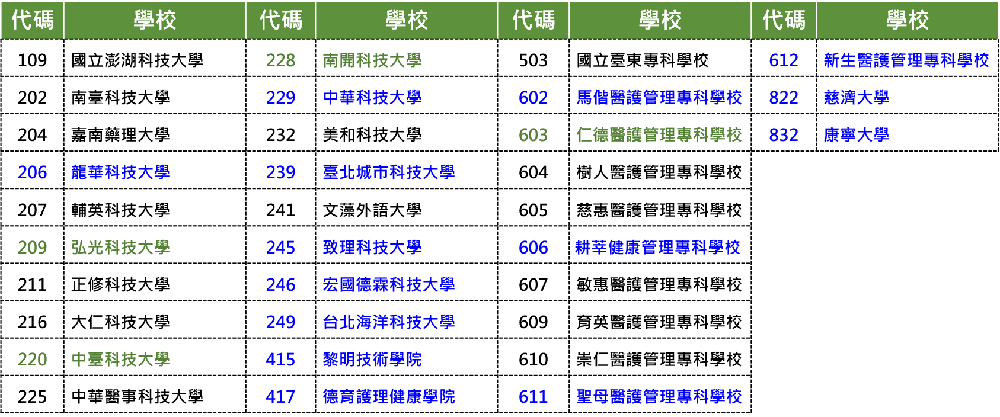 代碼 學校 代碼 學校 代碼 學校 代碼 學校
109 國立澎湖科技大學 228 南開科技大學 503 國立臺東專科學校 612 新生醫護管理專科學校
202 南臺科技大學 229 中華科技大學 602 馬偕醫護管理專科學校 822 慈濟大學
204 嘉南藥理大學 232 美和科技大學 603 仁德醫護管理專科學校 832 康寧大學
206 龍華科技大學 239 臺北城市科技大學 604 樹人醫護管理專科學校
207 輔英科技大學 241 文藻外語大學 605 慈惠醫護管理專科學校
209 弘光科技大學 245 致理科技大學 606 耕莘健康管理專科學校
211 正修科技大學 246 宏國德霖科技大學 607 敏惠醫護管理專科學校
216 大仁科技大學 249 台北海洋科技大學 609 育英醫護管理專科學校
220 中臺科技大學 415 黎明技術學院 610 崇仁醫護管理專科學校
225 中華醫事科技大學 417 德育護理健康學院 611 聖母醫護管理專科學校